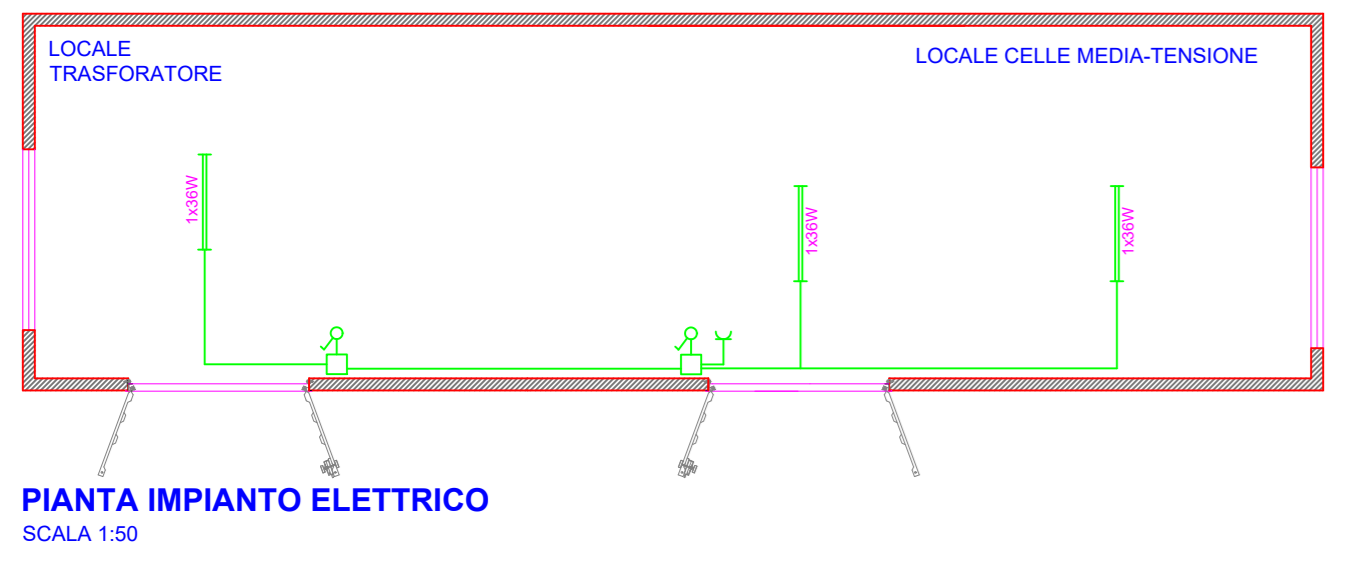 LOCALE
TRASFORATORE
LOCALE CELLE MEDIA-TENSIONE
1x36W
1x36W
1x36W
PIANTA IMPIANTO ELETTRICO
SCALA 1:50